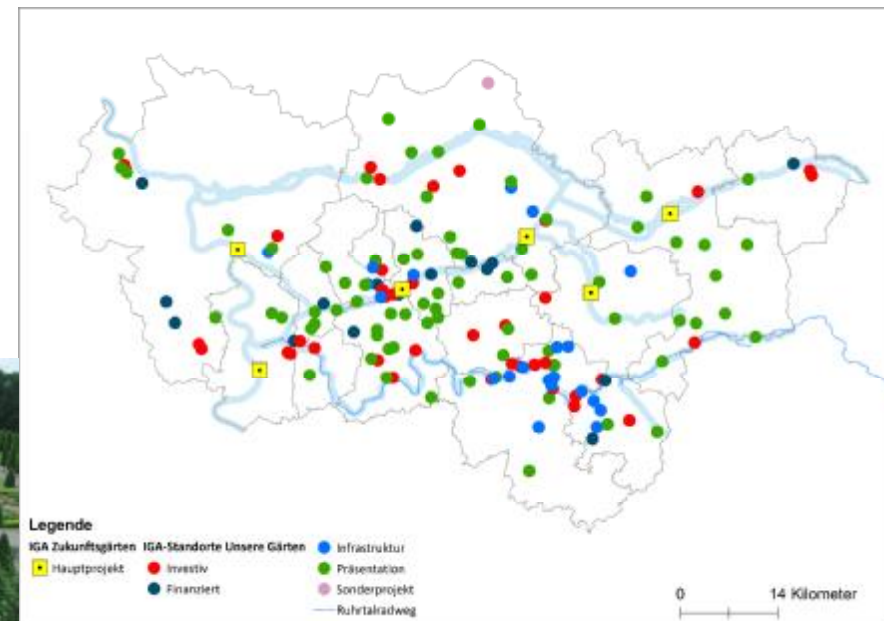 Legende
IGA Zukunftsgärten IGA-Standorte Unsere Gärten
Hauptprojekt
Investiv
Finanziert
Infrastruktur
Präsentation
Sonderprojekt
Ruhrtalradweg
0 14 Kilometer